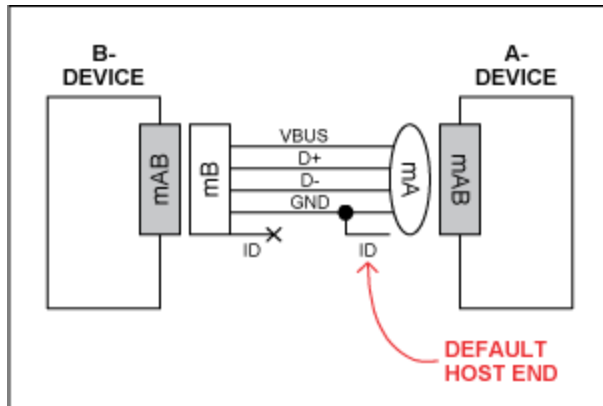 B-
DEVICE
A-
DEVICE
mAB
mB
VBUS
D+
D-
GND
ID
ID
mA
mAB
DEFAULT
HOST END